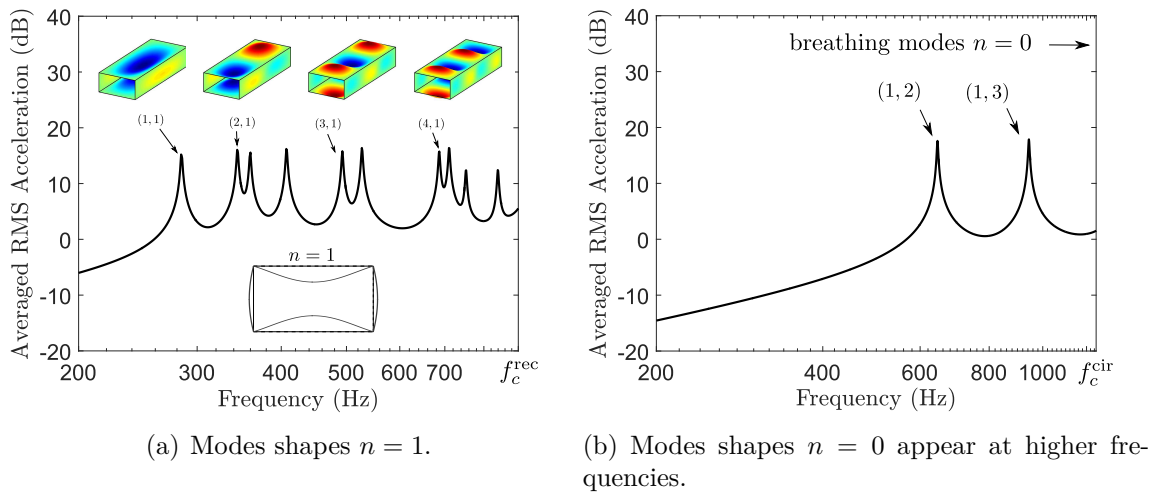 Averaged RMS Acceleration (dB)
40
30
20
10
0
-10
-20
(1, 1)
(2, 1)
(3, 1)
(4, 1)
n = 1
200
300
400
500
600
700
f_c^rec
Frequency (Hz)
(a) Modes shapes n = 1.
Averaged RMS Acceleration (dB)
40
30
20
10
0
-10
-20
breathing modes n = 0
(1, 2)
(1, 3)
200
400
600
800
1000
f_c^cir
Frequency (Hz)
(b) Modes shapes n = 0 appear at higher fre-
quencies.